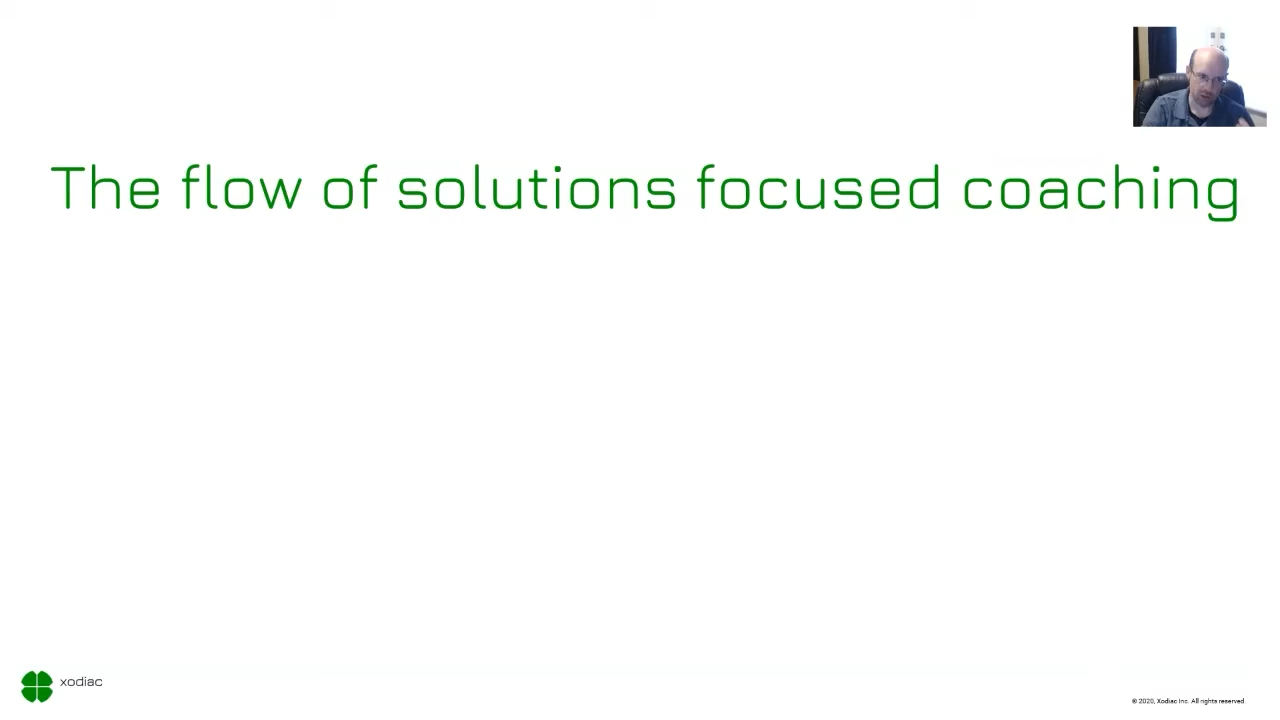 The flow of solutions focused coaching
xodiac
© 2020, Xodiac Inc. All rights reserved.